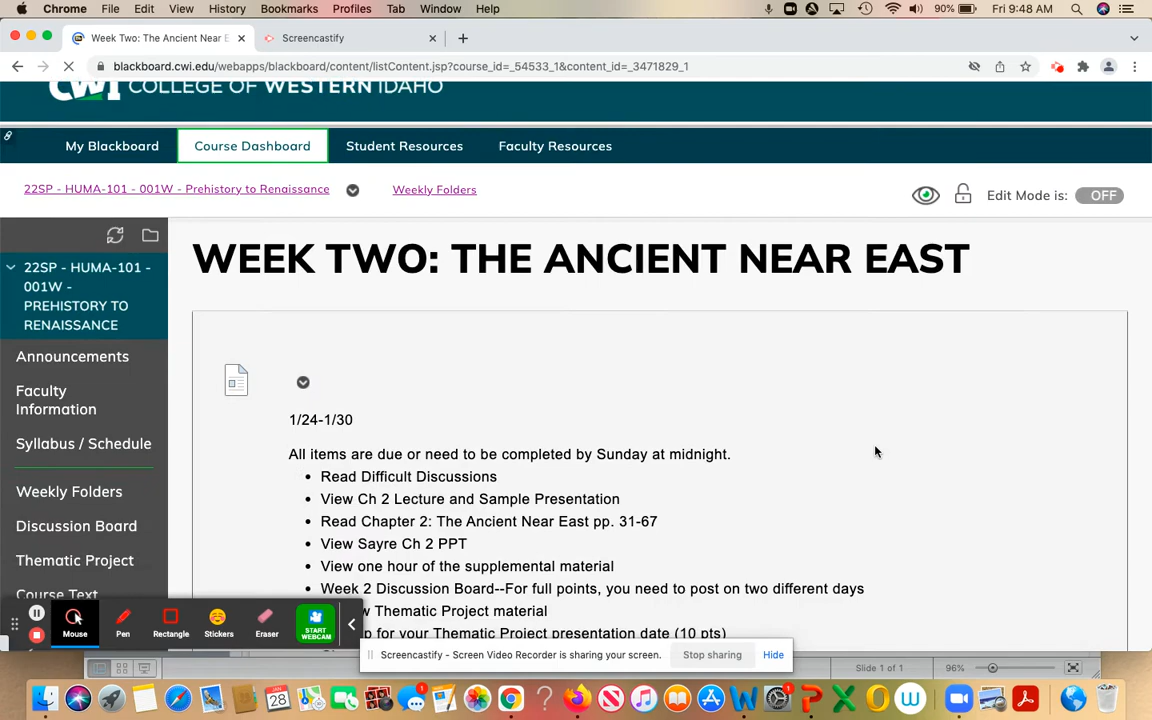 Chrome File Edit View History Bookmarks Profiles Tab Window Help 90% Fri 9:48 AM
Week Two: The Ancient Near E Screencastify
blackboard.cwi.edu/webapps/blackboard/content/listContent.jsp?course_id=_54533_1&content_id=_3471829_1
CWI COLLEGE OF WESTERN IDAHO
My Blackboard Course Dashboard Student Resources Faculty Resources
22SP - HUMA-101 - 001W - Prehistory to Renaissance Weekly Folders Edit Mode is: OFF
22SP - HUMA-101 -
001W -
PREHISTORY TO
RENAISSANCE
Announcements
Faculty
Information
Syllabus / Schedule
Weekly Folders
Discussion Board
Thematic Project
Course Text
WEEK TWO: THE ANCIENT NEAR EAST
1/24-1/30
All items are due or need to be completed by Sunday at midnight.
• Read Difficult Discussions
• View Ch 2 Lecture and Sample Presentation
• Read Chapter 2: The Ancient Near East pp. 31-67
• View Sayre Ch 2 PPT
• View one hour of the supplemental material
• Week 2 Discussion Board--For full points, you need to post on two different days
w Thematic Project material
p for your Thematic Project presentation date (10 pts)
Mouse Pen Rectangle Stickers Eraser START WEBCAM
Screencastify - Screen Video Recorder is sharing your screen. Stop sharing Hide
Slide 1 of 1 96%
28
1
1